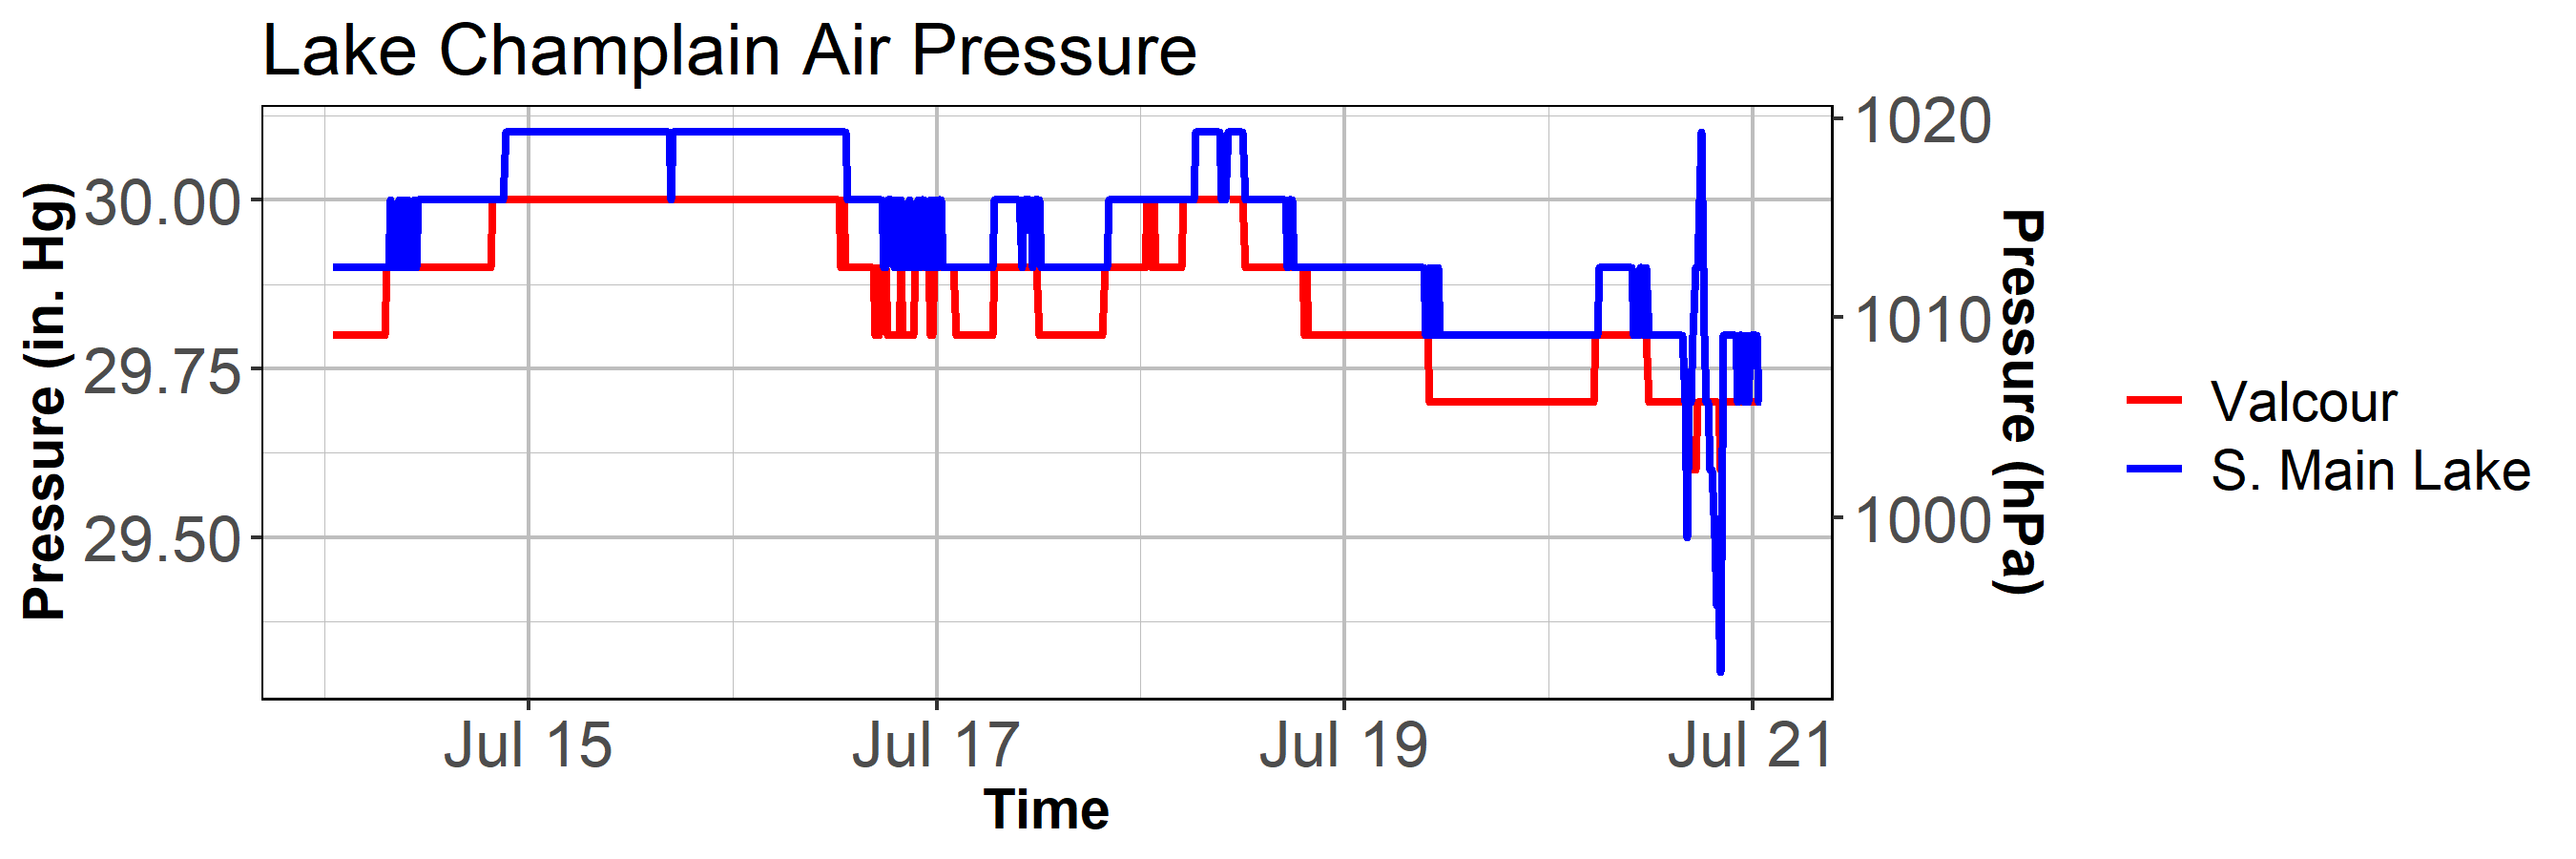 Lake Champlain Air Pressure
Pressure (in. Hg)
30.00
29.75
29.50
1020
1010
1000
Pressure (hPa)
Jul 15
Jul 17
Jul 19
Jul 21
Time
Valcour
S. Main Lake